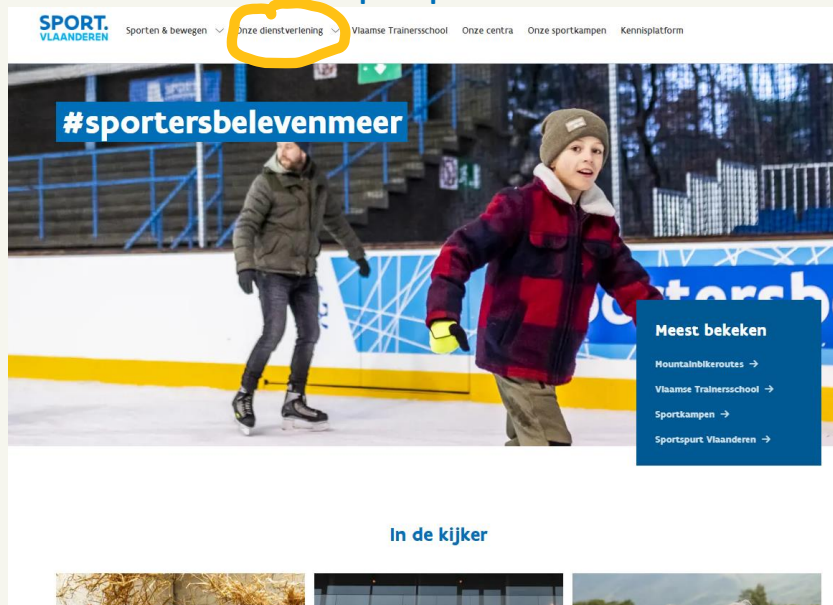 SPORT.
VLAANDEREN
Sporten & bewegen Onze dienstverlening Vlaamse Trainersschool Onze centra Onze sportkampen Kennisplatform
#sportersbelevenmeer
Meest bekeken
Mountainbikeroutes →
Vlaamse Trainersschool →
Sportkampen →
Sportspurt Vlaanderen →
In de kijker